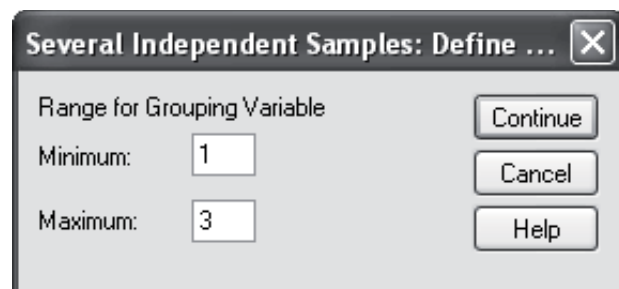 Several Independent Samples: Define ...
Range for Grouping Variable
Minimum: 1
Maximum: 3
Continue
Cancel
Help